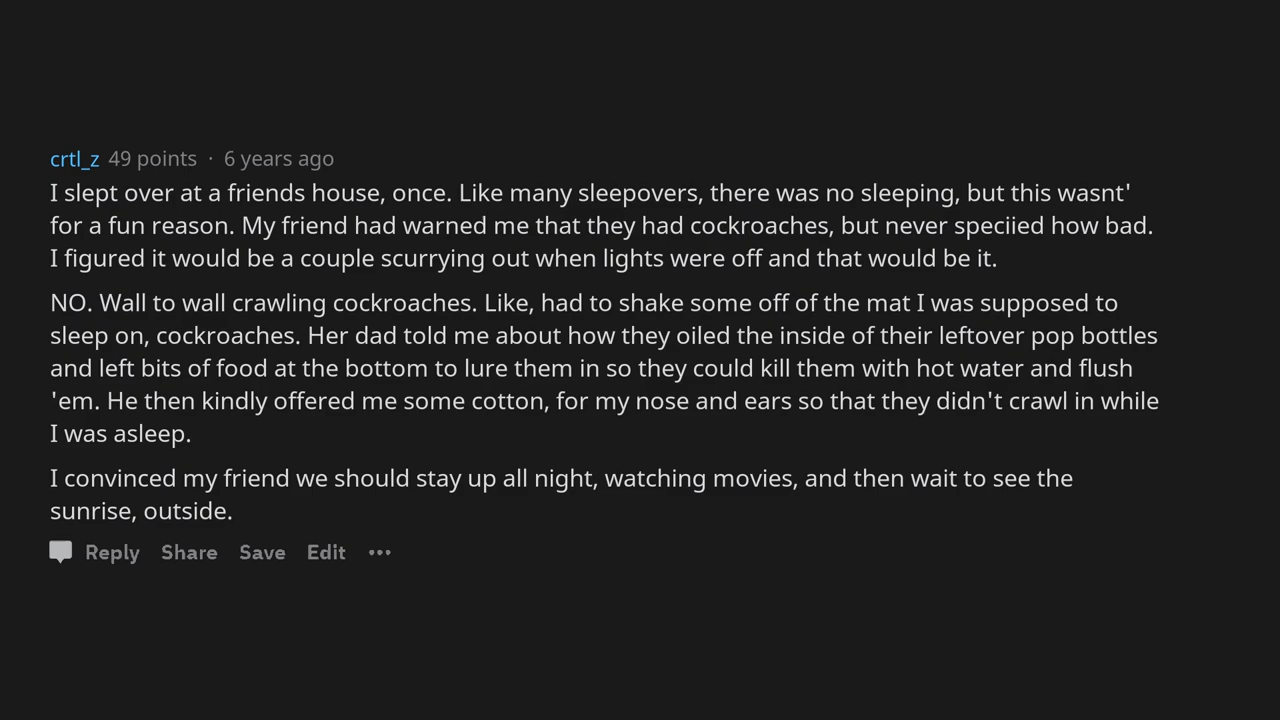 crtl_z 49 points · 6 years ago
I slept over at a friends house, once. Like many sleepovers, there was no sleeping, but this wasnt'
for a fun reason. My friend had warned me that they had cockroaches, but never speciied how bad.
I figured it would be a couple scurrying out when lights were off and that would be it.
NO. Wall to wall crawling cockroaches. Like, had to shake some off of the mat I was supposed to
sleep on, cockroaches. Her dad told me about how they oiled the inside of their leftover pop bottles
and left bits of food at the bottom to lure them in so they could kill them with hot water and flush
'em. He then kindly offered me some cotton, for my nose and ears so that they didn't crawl in while
I was asleep.
I convinced my friend we should stay up all night, watching movies, and then wait to see the
sunrise, outside.
Reply Share Save Edit •••